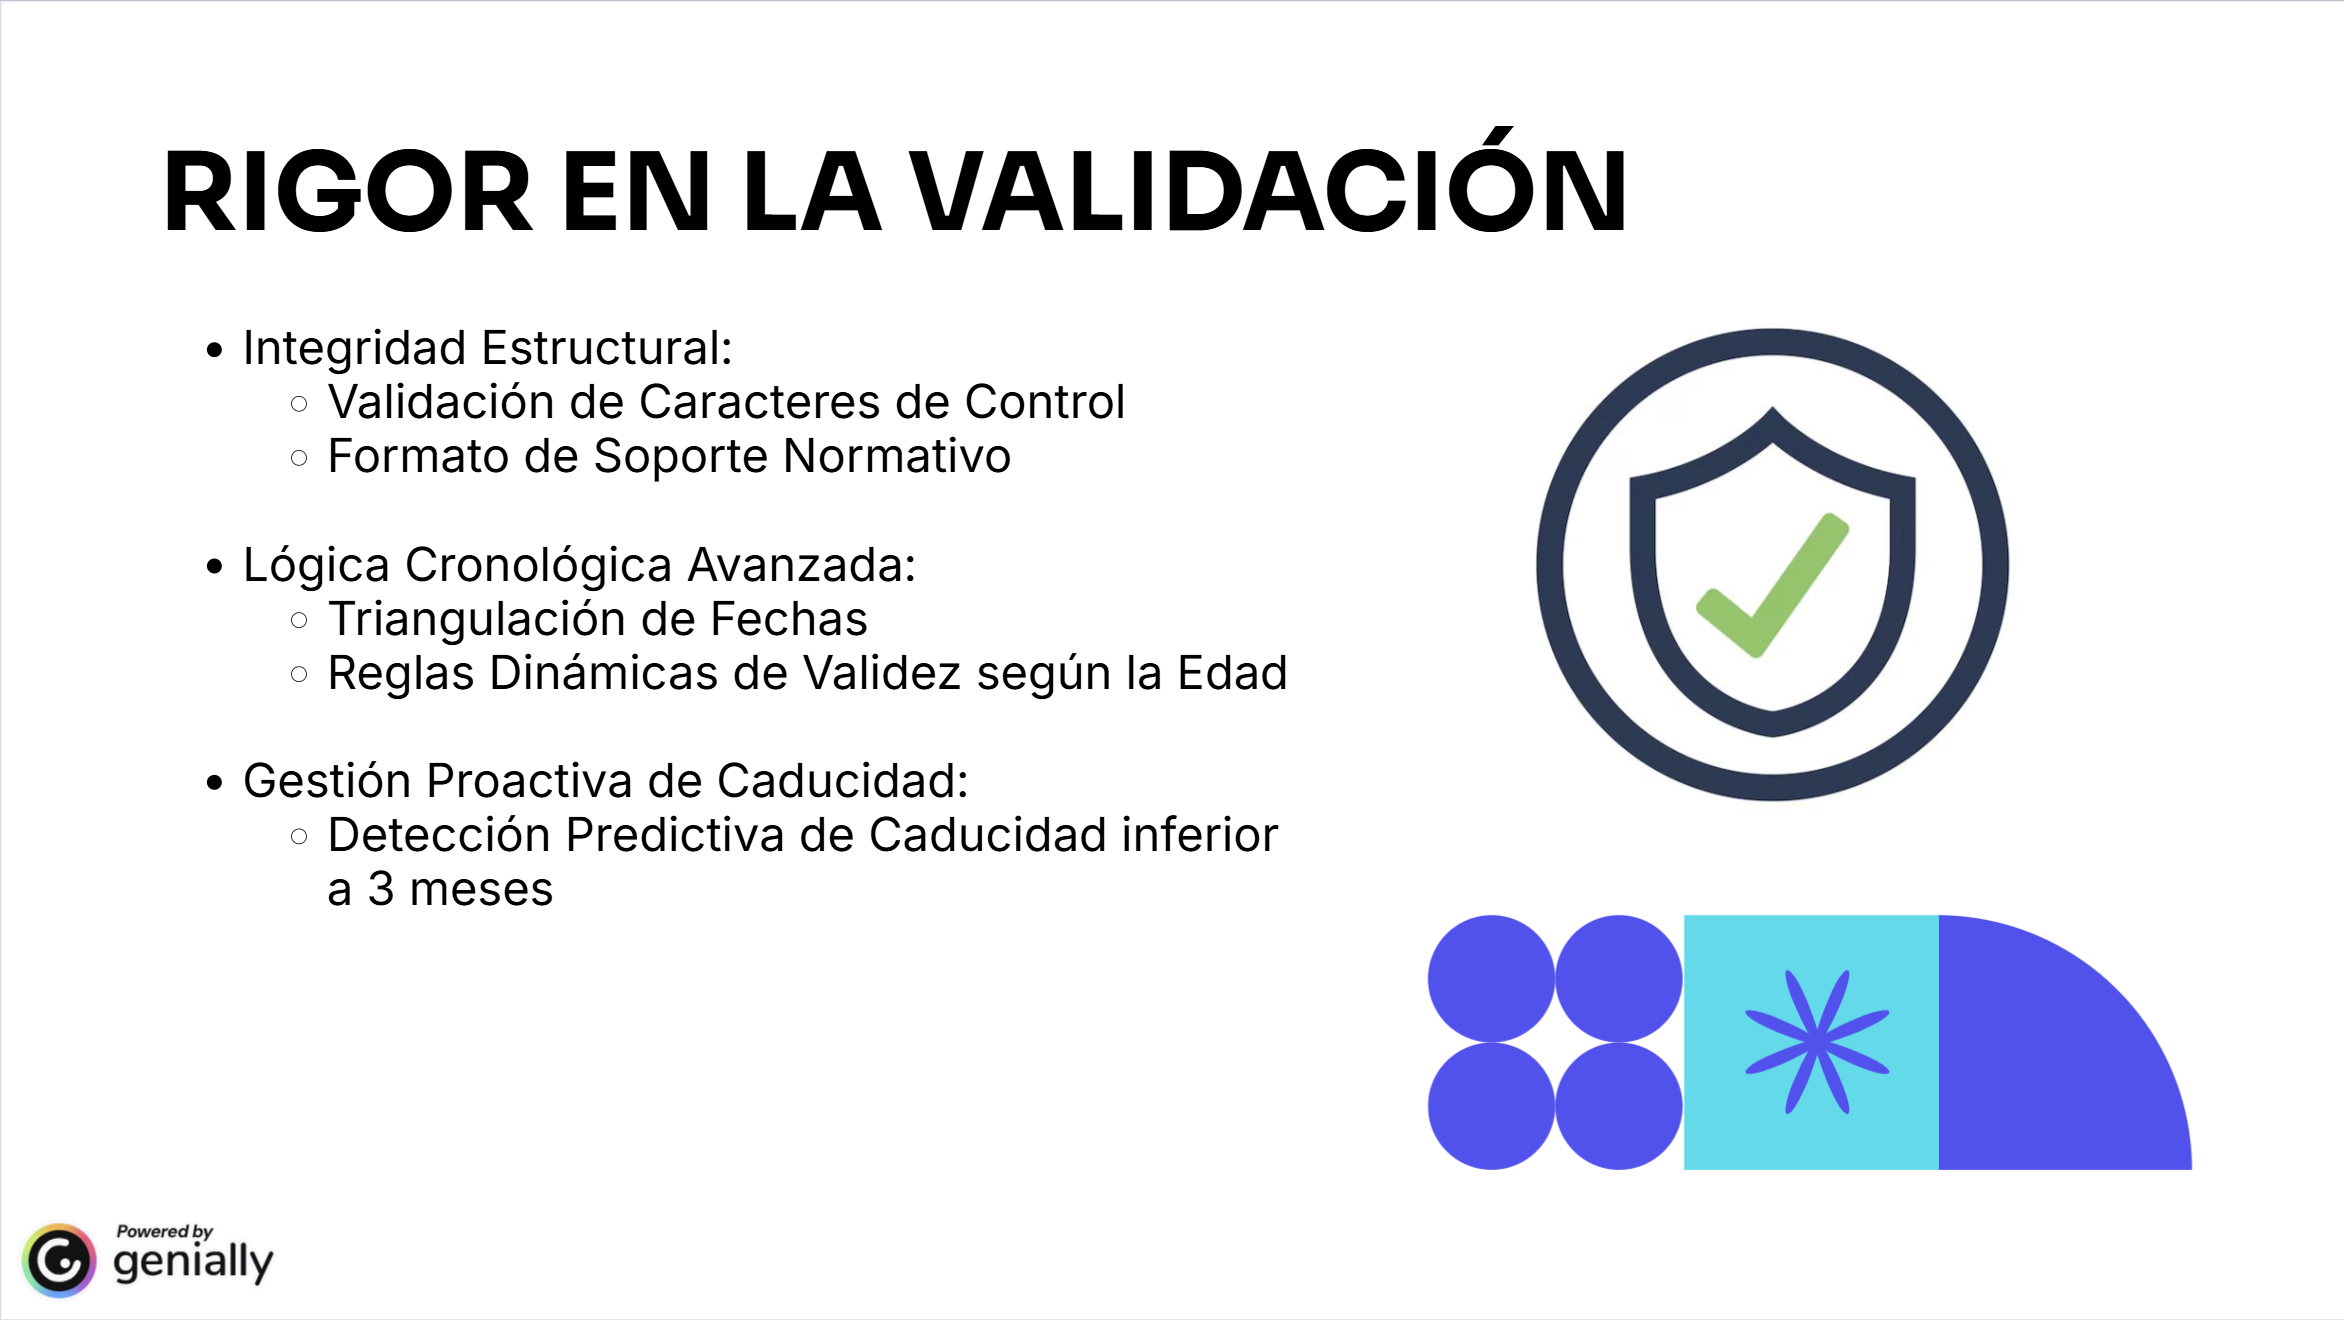 RIGOR EN LA VALIDACIÓN
• Integridad Estructural:
◦ Validación de Caracteres de Control
◦ Formato de Soporte Normativo
• Lógica Cronológica Avanzada:
◦ Triangulación de Fechas
◦ Reglas Dinámicas de Validez según la Edad
• Gestión Proactiva de Caducidad:
◦ Detección Predictiva de Caducidad inferior
a 3 meses
Powered by
genially